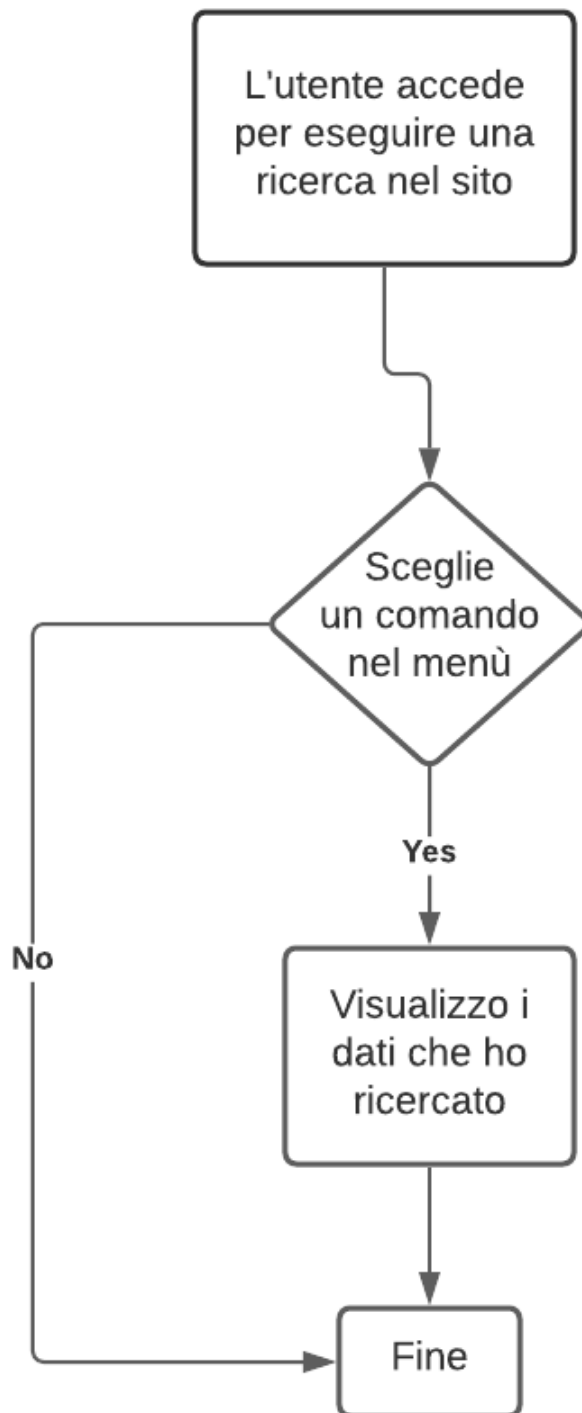 L'utente accede
per eseguire una
ricerca nel sito
Sceglie
un comando
nel menù
Yes
No
Visualizzo i
dati che ho
ricercato
Fine